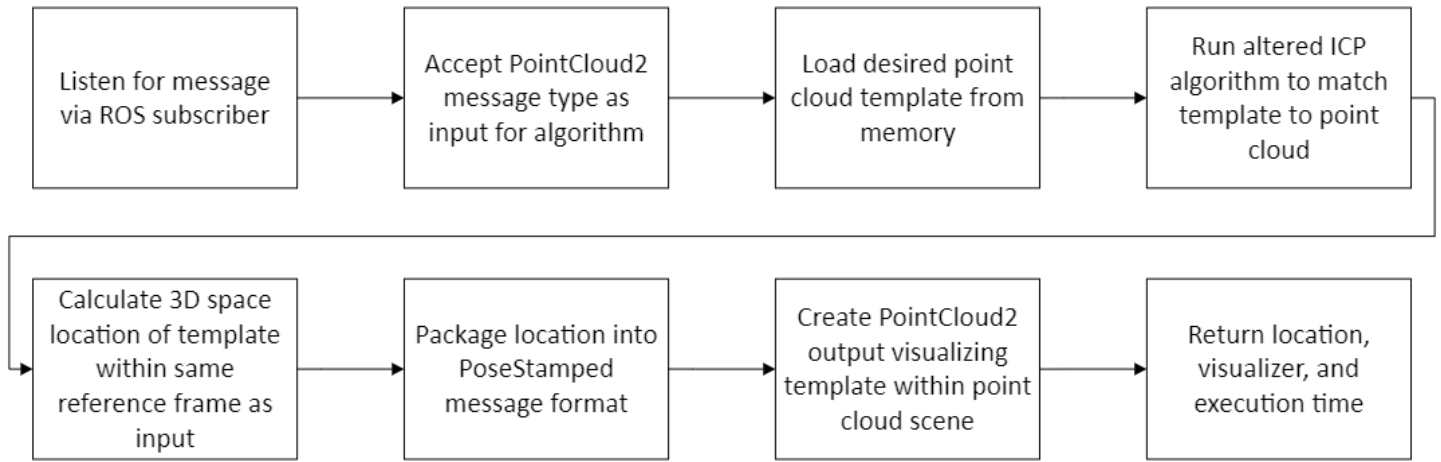 Listen for message
via ROS subscriber
Accept PointCloud2
message type as
input for algorithm
Load desired point
cloud template from
memory
Run altered ICP
algorithm to match
template to point
cloud
Calculate 3D space
location of template
within same
reference frame as
input
Package location into
PoseStamped
message format
Create PointCloud2
output visualizing
template within point
cloud scene
Return location,
visualizer, and
execution time